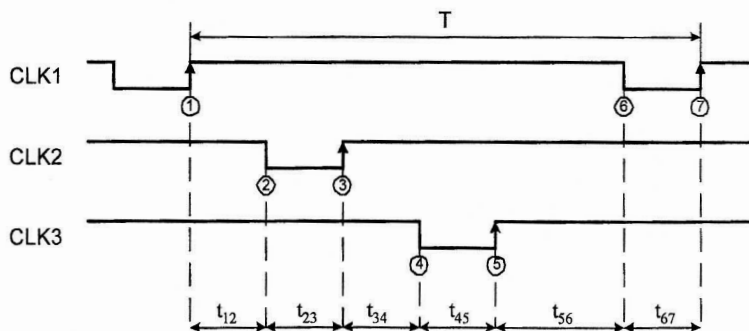 T
CLK1
① ⑥ ⑦
CLK2
② ③
CLK3
④ ⑤
t₁₂ t₂₃ t₃₄ t₄₅ t₅₆ t₆₇